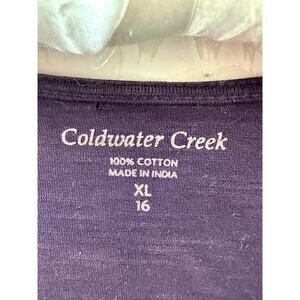 Coldwater Creek
100% COTTON
MADE IN INDIA
XL
16